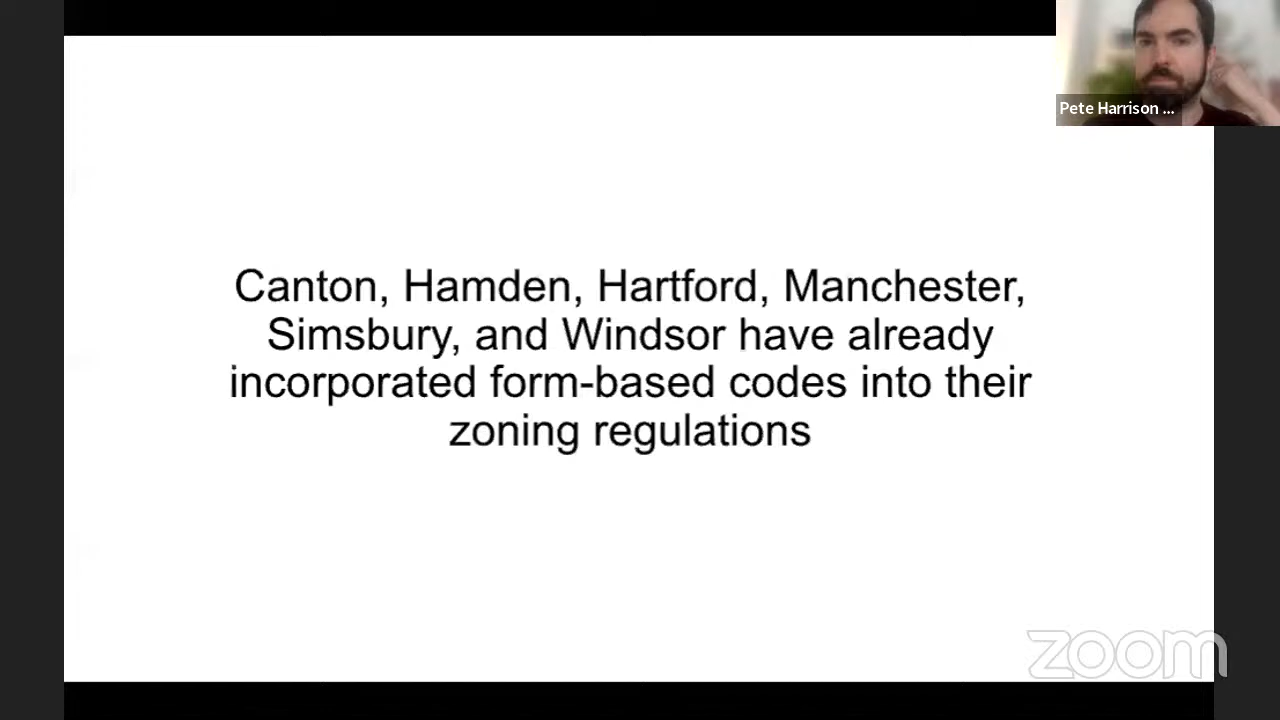 Pete Harrison ...
Canton, Hamden, Hartford, Manchester,
Simsbury, and Windsor have already
incorporated form-based codes into their
zoning regulations
zoom